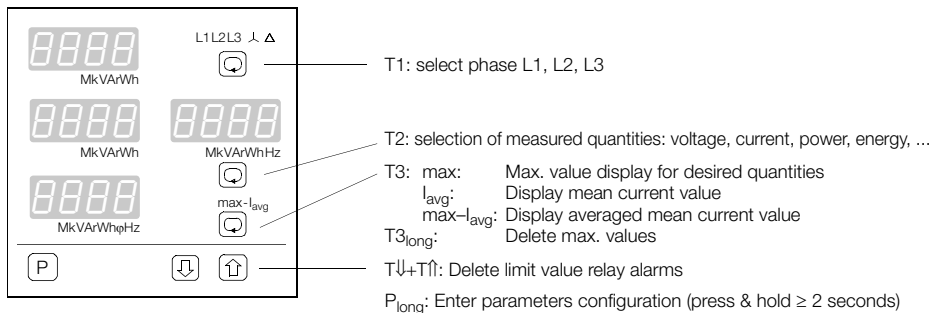 L1L2L3 ⅄ Δ
MkVArWh
MkVArWh
MkVArWhHz
max-Iavg
MkVArWhφHz
P
⇩ ⇧
T1: select phase L1, L2, L3
T2: selection of measured quantities: voltage, current, power, energy, ...
T3: max: Max. value display for desired quantities
Iavg: Display mean current value
max–Iavg: Display averaged mean current value
T3long: Delete max. values
T⇓+T⇑: Delete limit value relay alarms
Plong: Enter parameters configuration (press & hold ≥ 2 seconds)